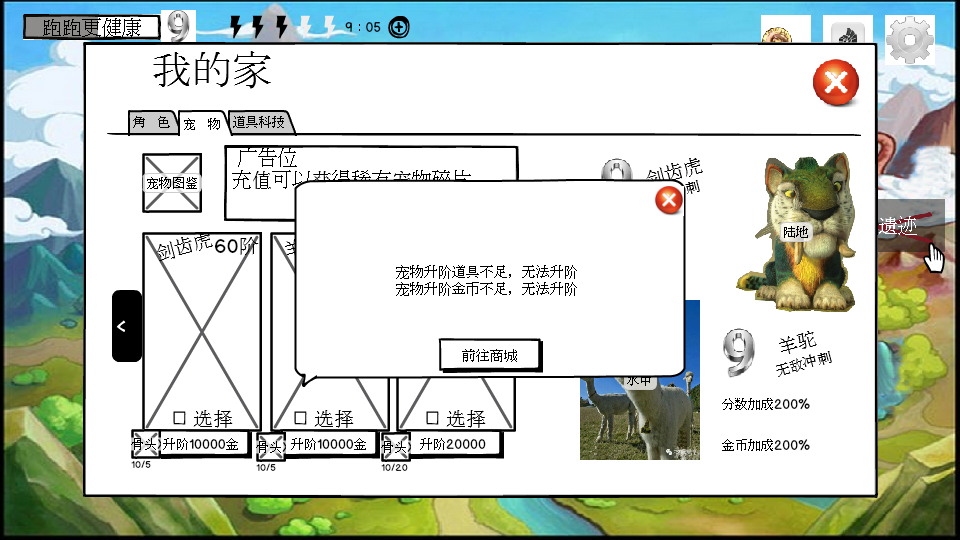 跑跑更健康
9
9:05
我的家
角 色
宠 物
道具科技
宠物图鉴
广告位
充值可以获得稀有宠物碎片
剑齿虎
刺
陆地
遗迹
剑齿虎60阶
羊
宠物升阶道具不足，无法升阶
宠物升阶金币不足，无法升阶
前往商城
<
9
羊驼
无敌冲刺
分数加成200%
金币加成200%
选择
选择
选择
骨头
升阶10000金
骨头
升阶10000金
骨头
升阶20000
10/5
10/5
10/20